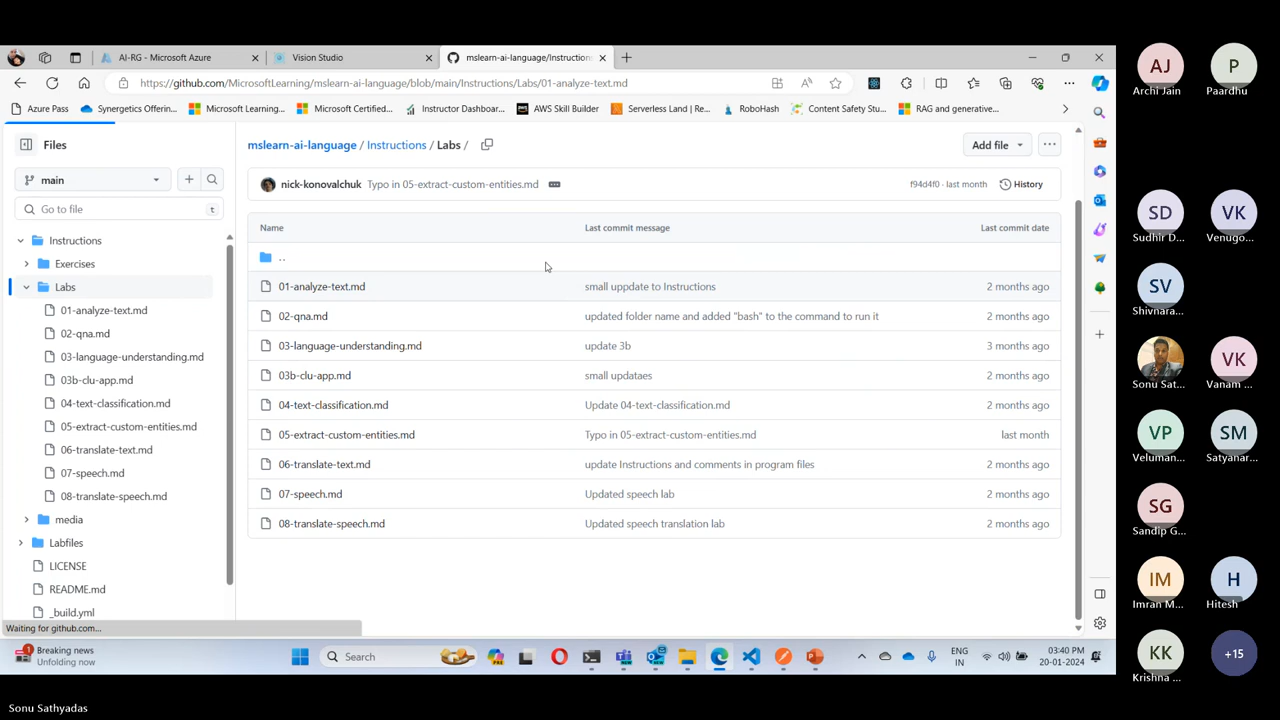 AI-RG - Microsoft Azure
Vision Studio
mslearn-ai-language/Instructions
https://github.com/MicrosoftLearning/mslearn-ai-language/blob/main/Instructions/Labs/01-analyze-text.md
Azure Pass
Synergetics Offerin...
Microsoft Learning...
Microsoft Certified...
Instructor Dashboar...
AWS Skill Builder
Serverless Land | Re...
RoboHash
Content Safety Stu...
RAG and generative...
Files
main
Go to file
t
Instructions
Exercises
Labs
01-analyze-text.md
02-qna.md
03-language-understanding.md
03b-clu-app.md
04-text-classification.md
05-extract-custom-entities.md
06-translate-text.md
07-speech.md
08-translate-speech.md
media
Labfiles
LICENSE
README.md
_build.yml
Waiting for github.com...
mslearn-ai-language / Instructions / Labs /
Add file
nick-konovalchuk Typo in 05-extract-custom-entities.md
f94d4f0 · last month
History
Name Last commit message Last commit date
..
01-analyze-text.md small uppdate to Instructions 2 months ago
02-qna.md updated folder name and added "bash" to the command to run it 2 months ago
03-language-understanding.md update 3b 3 months ago
03b-clu-app.md small updataes 2 months ago
04-text-classification.md Update 04-text-classification.md 2 months ago
05-extract-custom-entities.md Typo in 05-extract-custom-entities.md last month
06-translate-text.md update Instructions and comments in program files 2 months ago
07-speech.md Updated speech lab 2 months ago
08-translate-speech.md Updated speech translation lab 2 months ago
1
Breaking news
Unfolding now
Search
ENG
IN
03:40 PM
20-01-2024
AJ
Archi Jain
P
Paardhu
SD
Sudhir D...
VK
Venugo...
SV
Shivnara...
Sonu Sat...
VK
Vanam ...
VP
Veluman...
SM
Satyanar...
SG
Sandip G...
IM
Imran M...
H
Hitesh
KK
Krishna ...
+15
Sonu Sathyadas